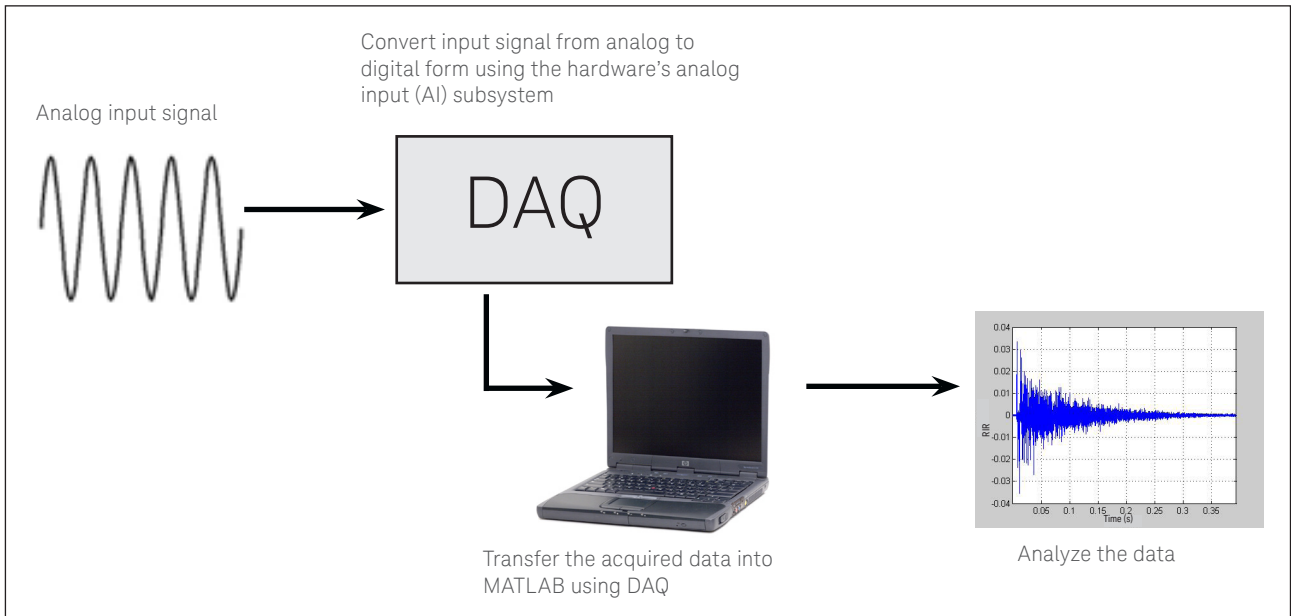 Convert input signal from analog to
digital form using the hardware's analog
input (AI) subsystem
Analog input signal
DAQ
0.04
0.03
0.02
0.01
0
-0.01
-0.02
-0.03
-0.04
RIR
0.05 0.1 0.15 0.2 0.25 0.3 0.35
Time (s)
hp
Transfer the acquired data into
MATLAB using DAQ
Analyze the data